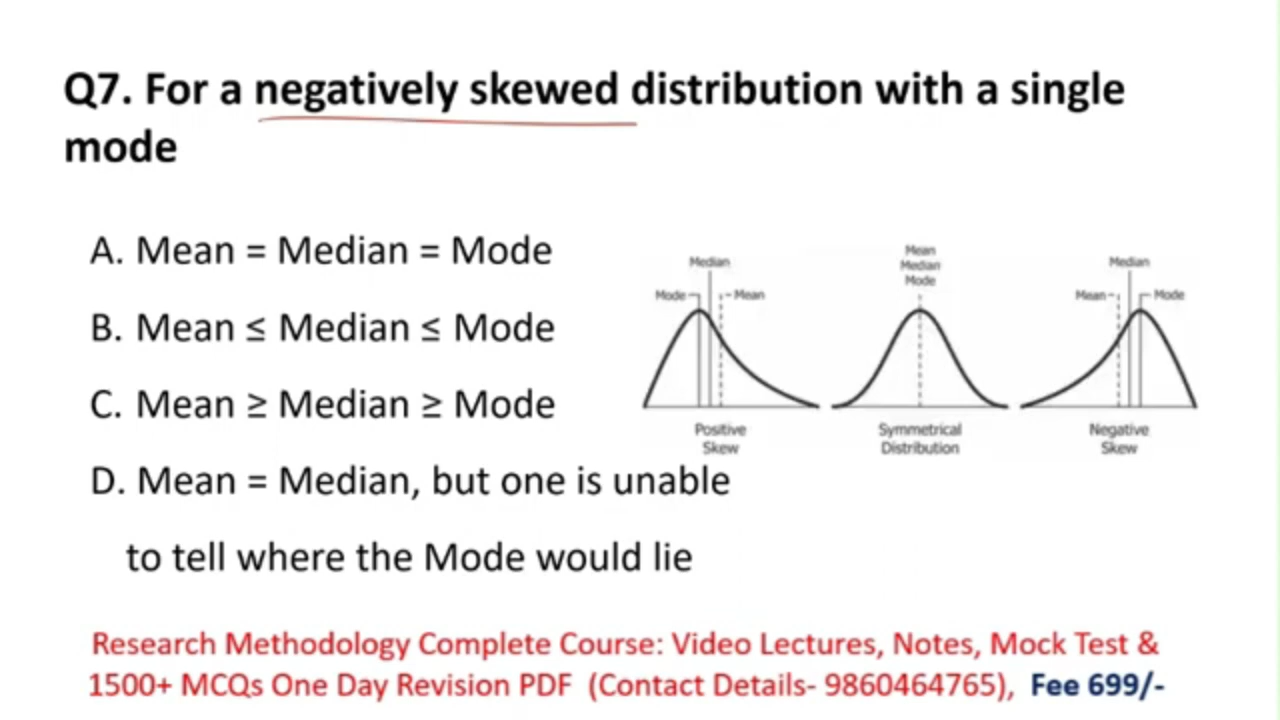 Q7. For a negatively skewed distribution with a single
mode
A. Mean = Median = Mode
B. Mean ≤ Median ≤ Mode
C. Mean ≥ Median ≥ Mode
D. Mean = Median, but one is unable
to tell where the Mode would lie
Median
Mode
Mean
Positive
Skew
Mean
Median
Mode
Symmetrical
Distribution
Median
Mean
Mode
Negative
Skew
Research Methodology Complete Course: Video Lectures, Notes, Mock Test &
1500+ MCQs One Day Revision PDF (Contact Details- 9860464765), Fee 699/-